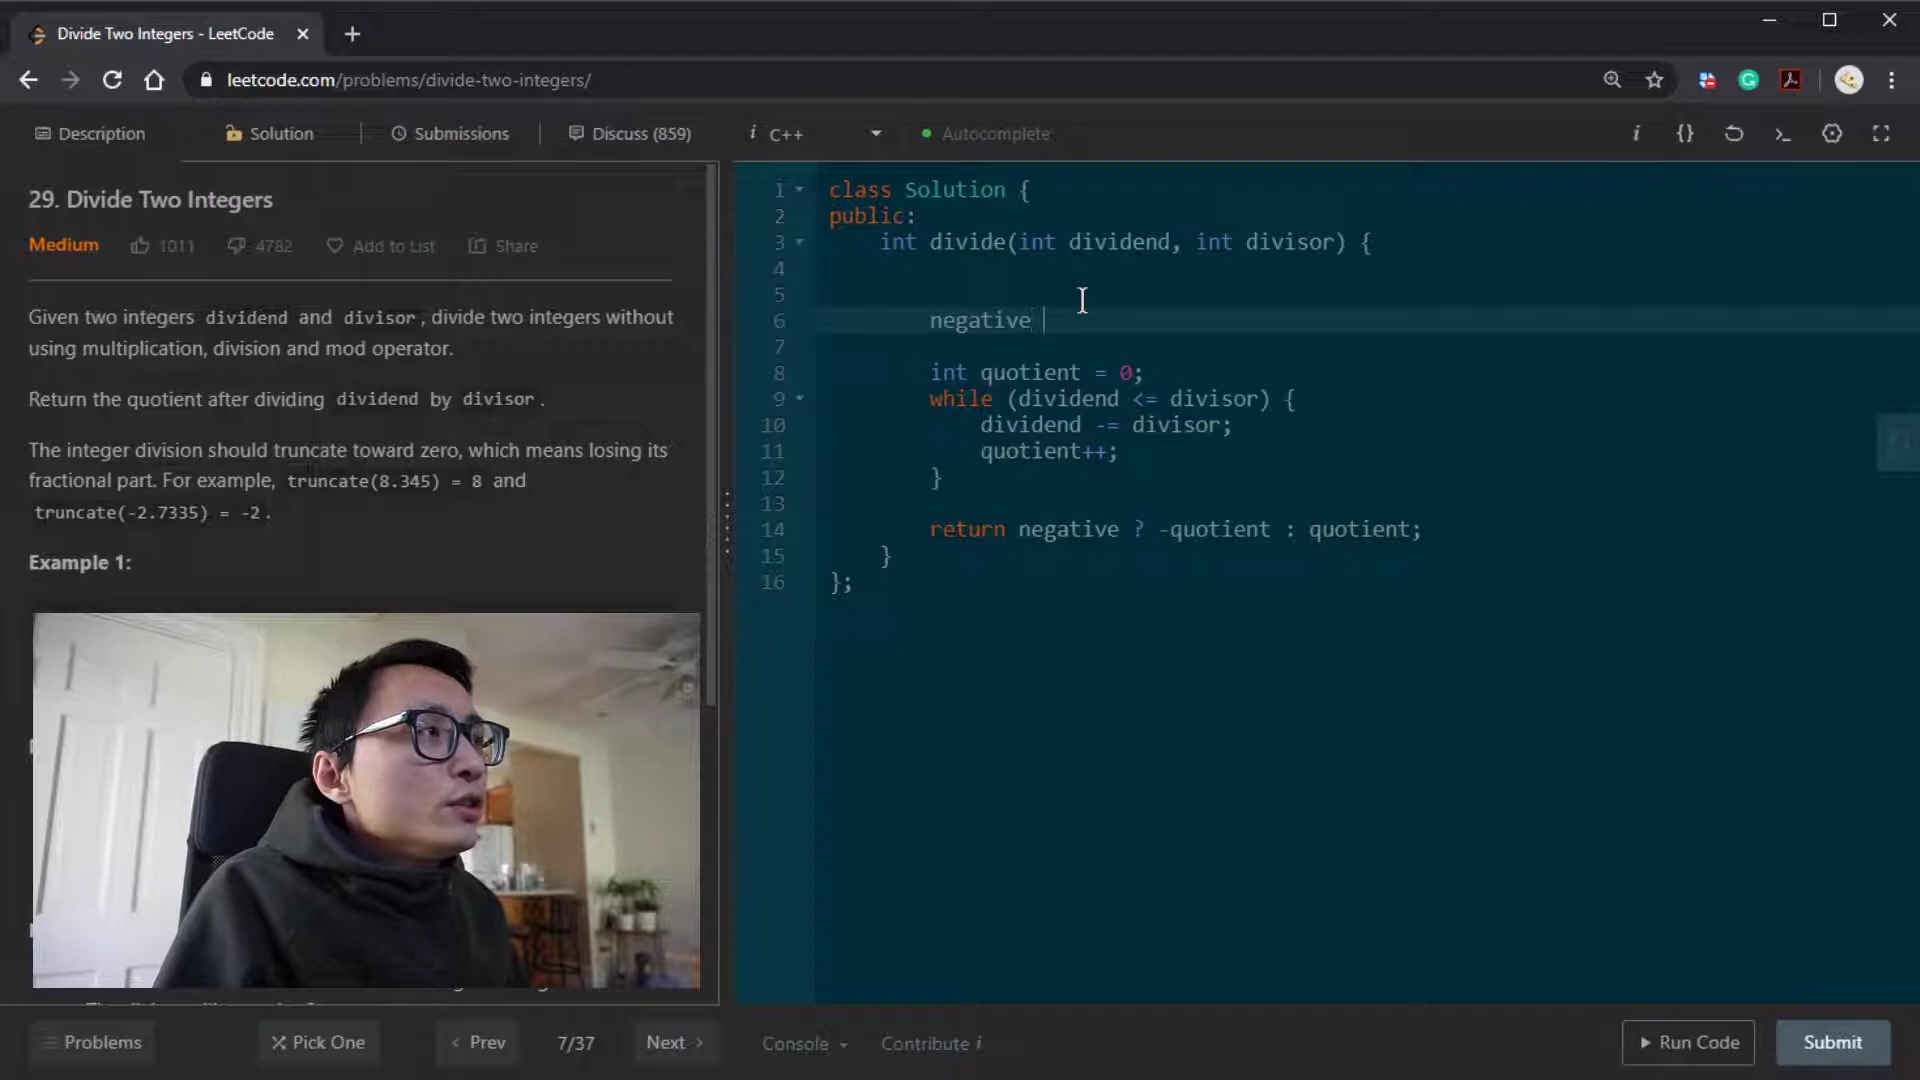 Divide Two Integers - LeetCode
leetcode.com/problems/divide-two-integers/
Description
Solution
Submissions
Discuss (859)
i C++
Autocomplete
29. Divide Two Integers
Medium 1011 4782 Add to List Share
Given two integers dividend and divisor, divide two integers without
using multiplication, division and mod operator.
Return the quotient after dividing dividend by divisor.
The integer division should truncate toward zero, which means losing its
fractional part. For example, truncate(8.345) = 8 and
truncate(-2.7335) = -2.
Example 1:
1 class Solution {
2 public:
3 int divide(int dividend, int divisor) {
4
5
6 negative
7
8 int quotient = 0;
9 while (dividend <= divisor) {
10 dividend -= divisor;
11 quotient++;
12 }
13
14 return negative ? -quotient : quotient;
15 }
16 };
Problems
Pick One
< Prev
7/37
Next >
Console
Contribute i
Run Code
Submit